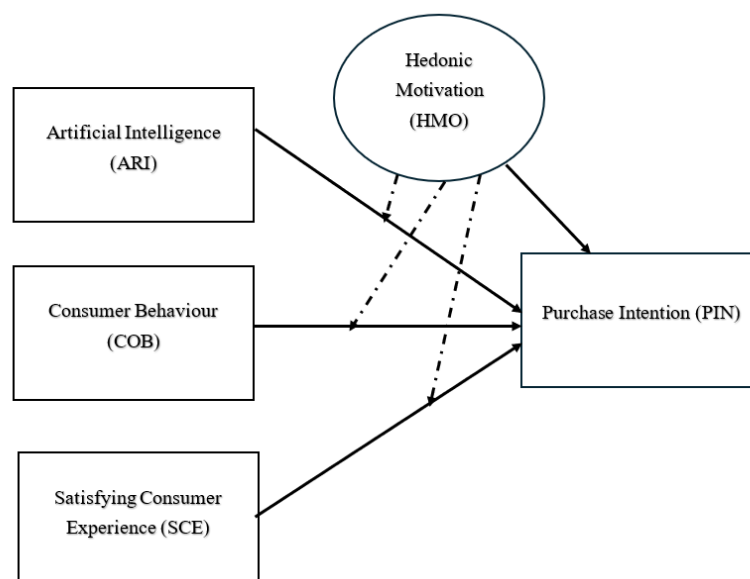 Hedonic
Motivation
(HMO)
Artificial Intelligence
(ARI)
Consumer Behaviour
(COB)
Purchase Intention (PIN)
Satisfying Consumer
Experience (SCE)